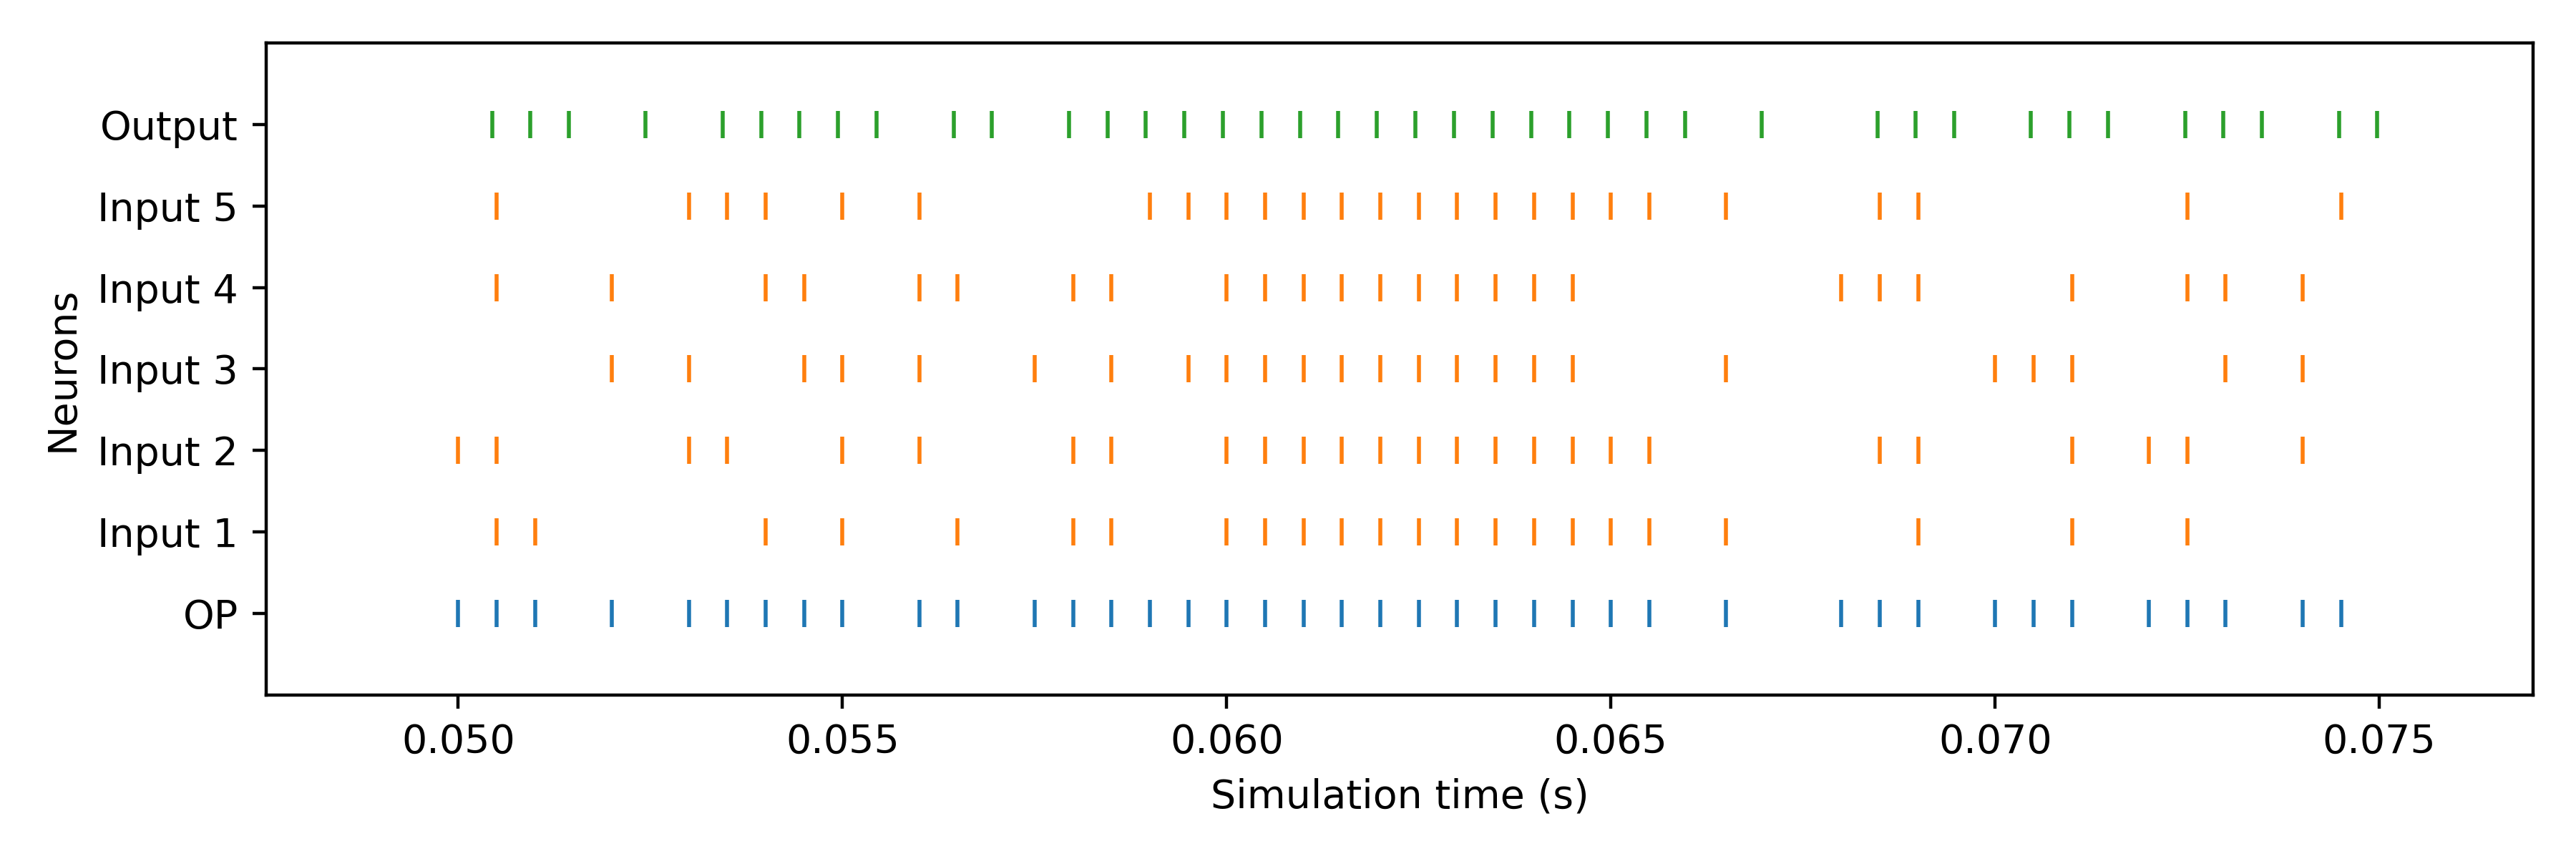 Output
Input 5
Input 4
Input 3
Input 2
Input 1
OP
Neurons
0.050 0.055 0.060 0.065 0.070 0.075
Simulation time (s)